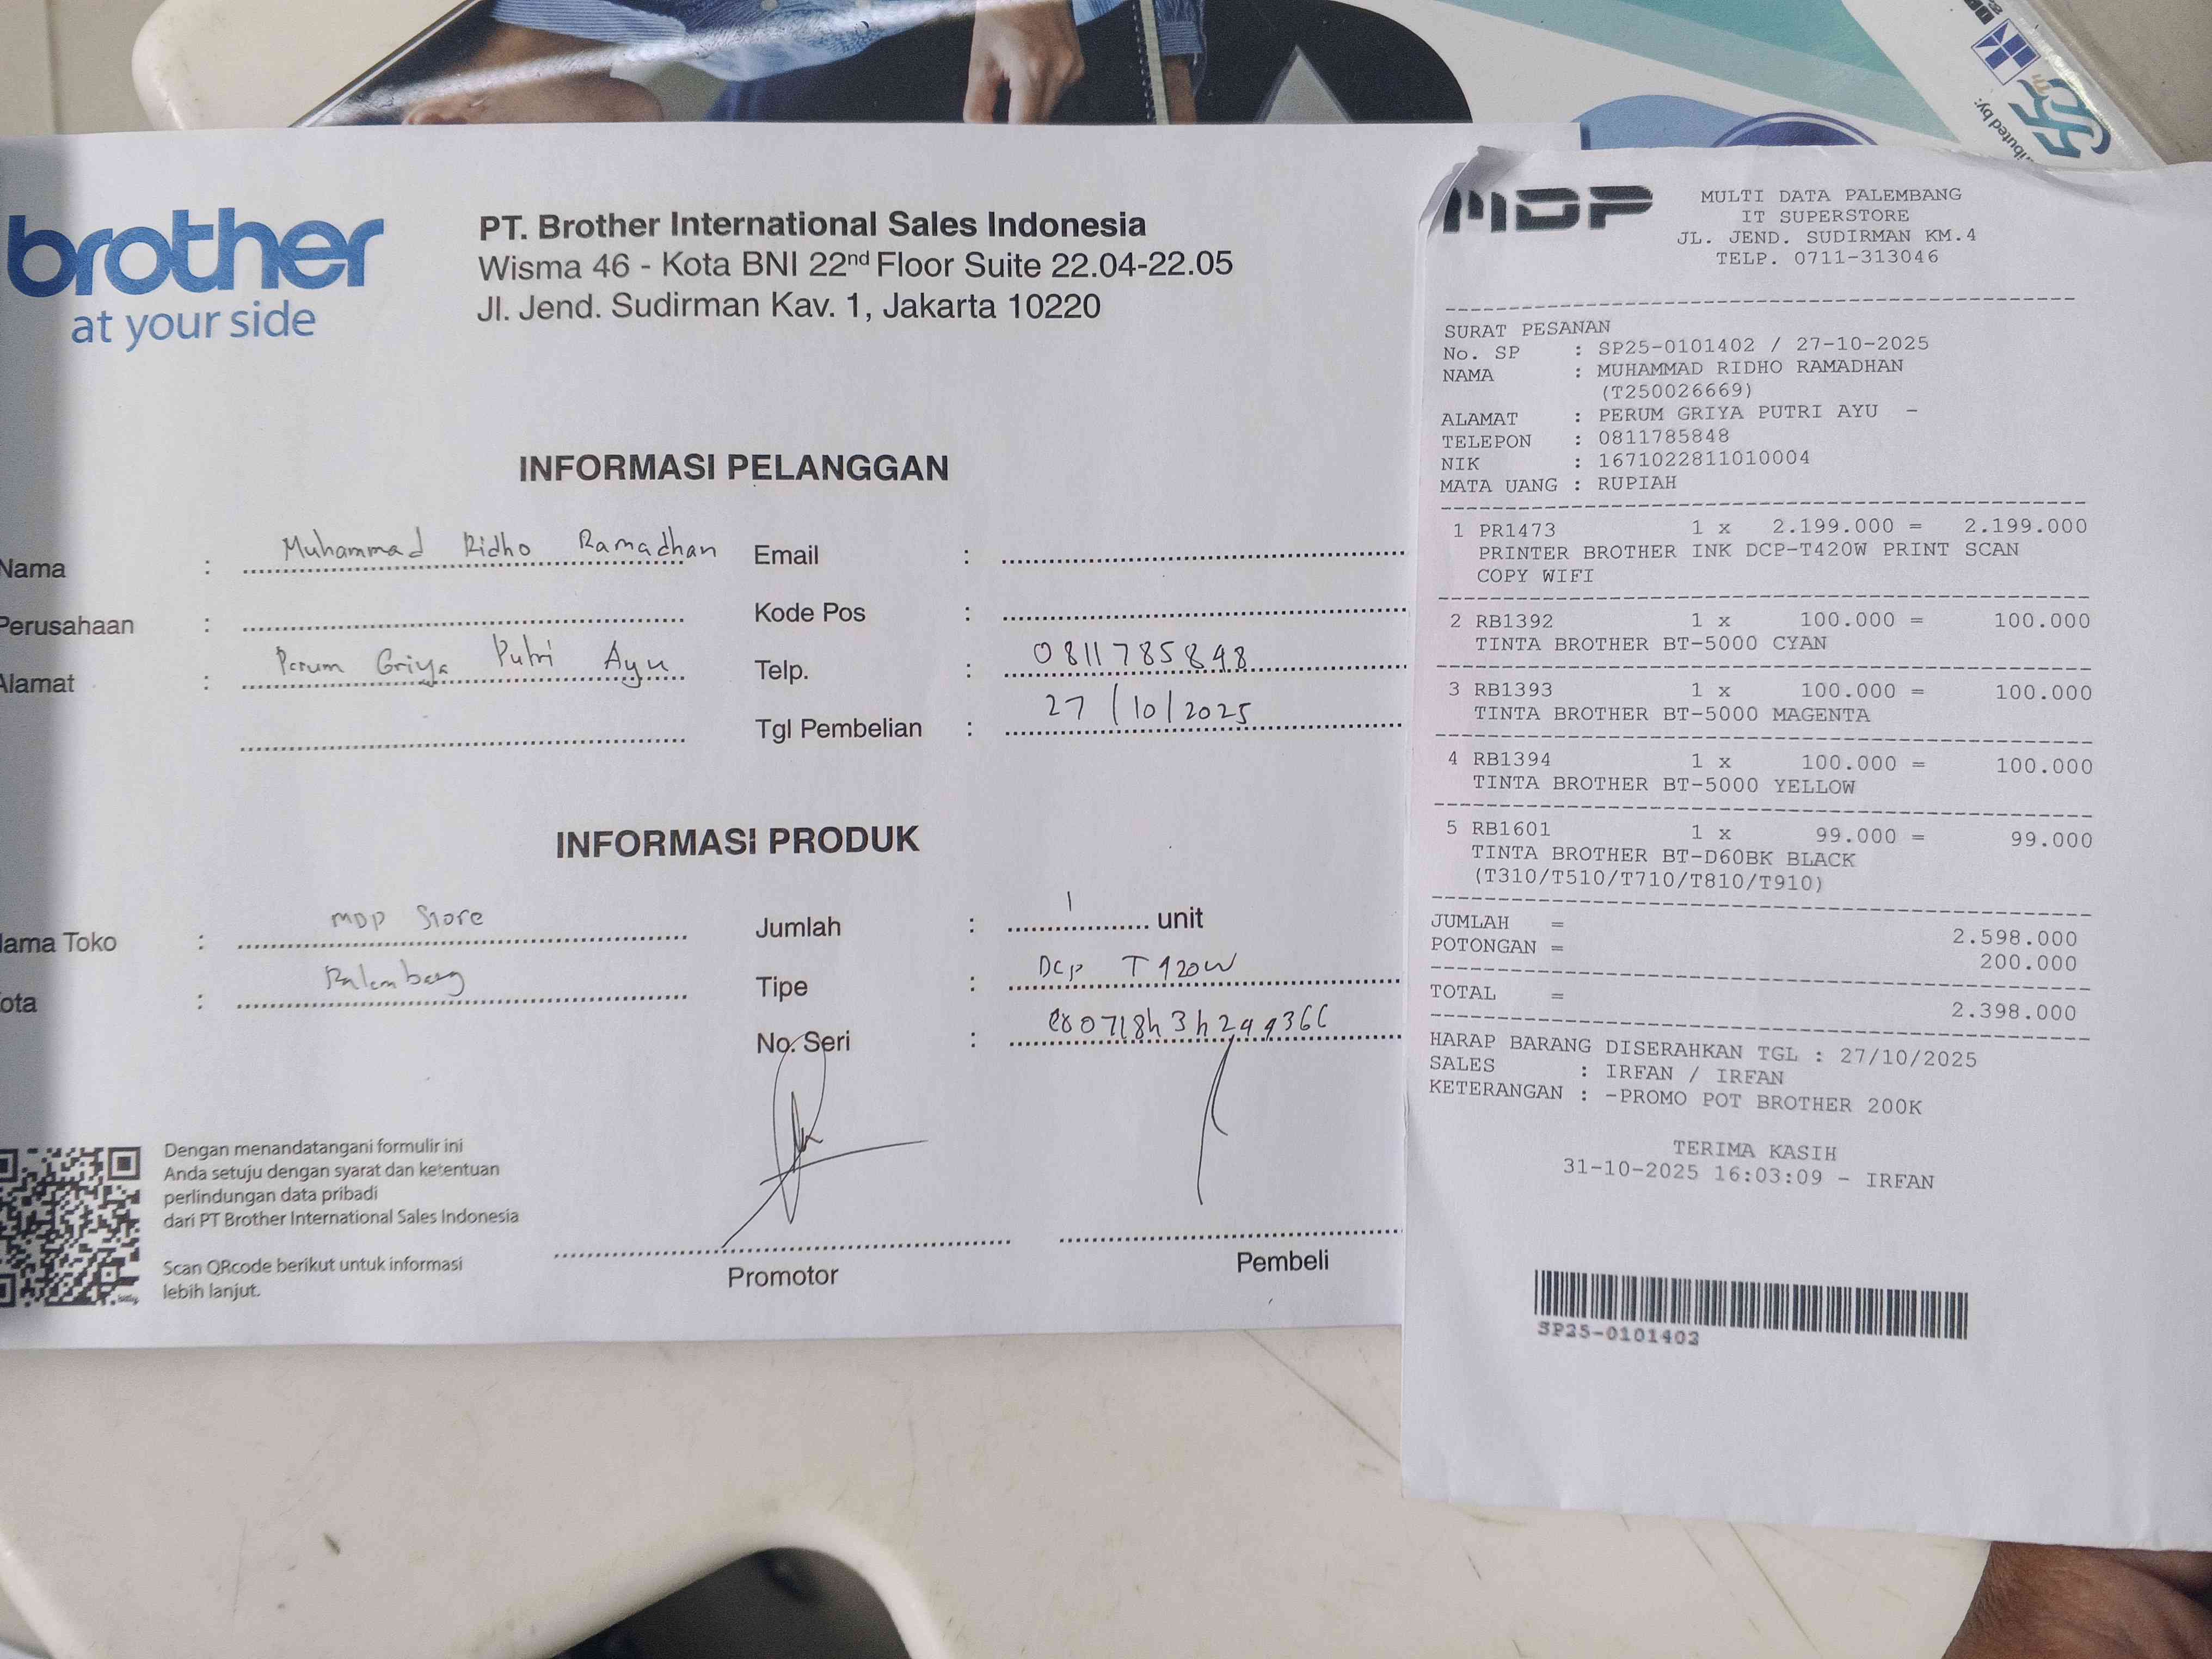 brother
at your side
PT. Brother International Sales Indonesia
Wisma 46 - Kota BNI 22nd Floor Suite 22.04-22.05
Jl. Jend. Sudirman Kav. 1, Jakarta 10220
INFORMASI PELANGGAN
Nama : Muhammad Ridho Ramadhan
Perusahaan :
Alamat : Perum Griya Putri Ayu
Email :
Kode Pos :
Telp. : 0811785848
Tgl Pembelian : 27/10/2025
INFORMASI PRODUK
ama Toko : MDP Store
ota : Palembang
Jumlah : 1 unit
Tipe : DCP T420W
No. Seri :
Dengan menandatangani formulir ini
Anda setuju dengan syarat dan ketentuan
perlindungan data pribadi
dari PT Brother International Sales Indonesia
Scan QRcode berikut untuk informasi
lebih lanjut.
Promotor
Pembeli
MDP
MULTI DATA PALEMBANG
IT SUPERSTORE
JL. JEND. SUDIRMAN KM.4
TELP. 0711-313046
SURAT PESANAN
No. SP : SP25-0101402 / 27-10-2025
NAMA : MUHAMMAD RIDHO RAMADHAN
(T250026669)
ALAMAT : PERUM GRIYA PUTRI AYU -
TELEPON : 0811785848
NIK : 1671022811010004
MATA UANG : RUPIAH
1 PR1473 1 x 2.199.000 = 2.199.000
PRINTER BROTHER INK DCP-T420W PRINT SCAN
COPY WIFI
2 RB1392 1 x 100.000 = 100.000
TINTA BROTHER BT-5000 CYAN
3 RB1393 1 x 100.000 = 100.000
TINTA BROTHER BT-5000 MAGENTA
4 RB1394 1 x 100.000 = 100.000
TINTA BROTHER BT-5000 YELLOW
5 RB1601 1 x 99.000 = 99.000
TINTA BROTHER BT-D60BK BLACK
(T310/T510/T710/T810/T910)
JUMLAH = 2.598.000
POTONGAN = 200.000
TOTAL = 2.398.000
HARAP BARANG DISERAHKAN TGL : 27/10/2025
SALES : IRFAN / IRFAN
KETERANGAN : -PROMO POT BROTHER 200K
TERIMA KASIH
31-10-2025 16:03:09 - IRFAN
SP25-0101402